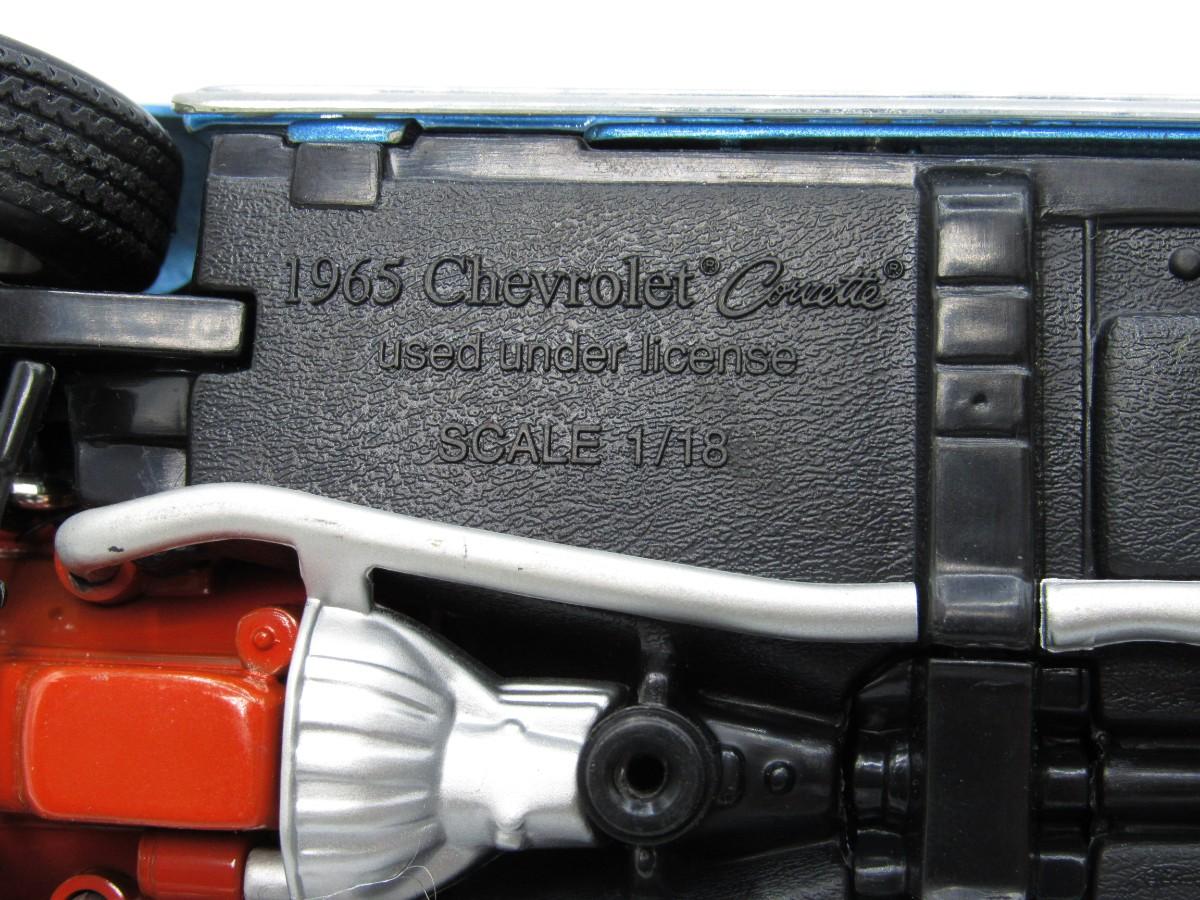 1965 Chevrolet® Corvette®
used under license
SCALE 1/18